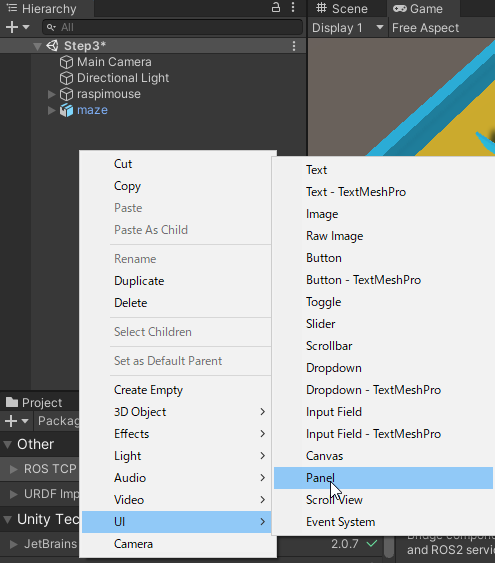 Hierarchy
Scene
Game
All
Display 1
Free Aspect
Step3*
Main Camera
Directional Light
raspimouse
maze
Cut
Copy
Paste
Paste As Child
Rename
Duplicate
Delete
Select Children
Set as Default Parent
Create Empty
3D Object
Effects
Light
Audio
Video
UI
Camera
Text
Text - TextMeshPro
Image
Raw Image
Button
Button - TextMeshPro
Toggle
Slider
Scrollbar
Dropdown
Dropdown - TextMeshPro
Input Field
Input Field - TextMeshPro
Canvas
Panel
Scroll View
Event System
Project
Packag
Other
ROS TCP
URDF Imp
Unity Tec
JetBrains
2.0.7
Bridge compone
and ROS2 servic